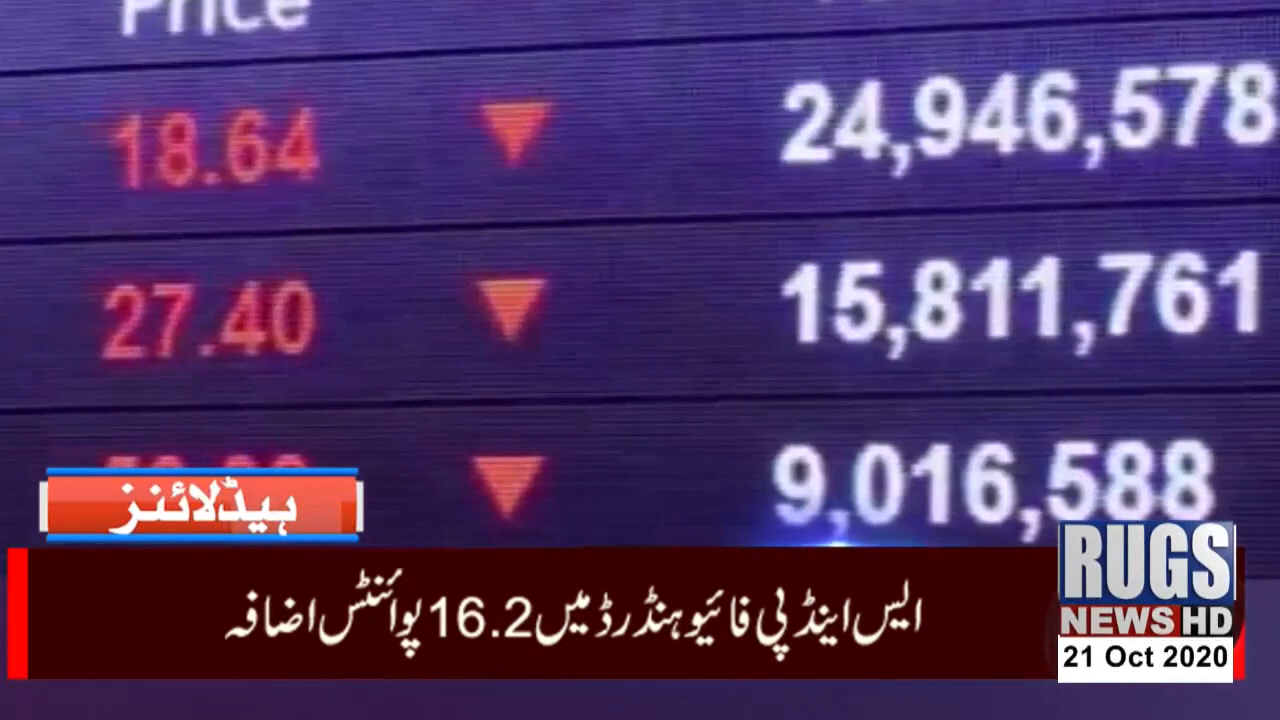 Price
18.64 ▼ 24,946,578
27.40 ▼ 15,811,761
▼ 9,016,588
ہیڈلائنز
ایس اینڈ پی فائیو ہنڈرڈ میں 16.2 پوائنٹس اضافہ
RUGS
NEWS HD
21 Oct 2020